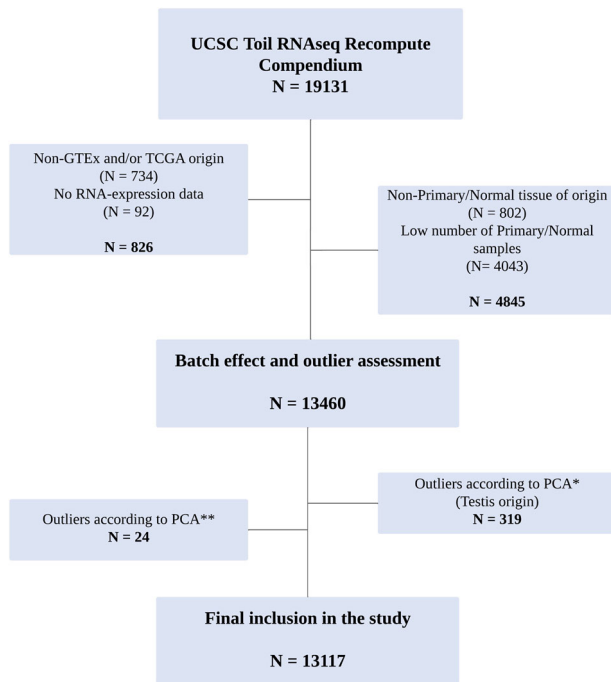 UCSC Toil RNAseq Recompute
Compendium
N = 19131
Non-GTEx and/or TCGA origin
(N = 734)
No RNA-expression data
(N = 92)
N = 826
Non-Primary/Normal tissue of origin
(N = 802)
Low number of Primary/Normal
samples
(N= 4043)
N = 4845
Batch effect and outlier assessment
N = 13460
Outliers according to PCA*
(Testis origin)
N = 319
Outliers according to PCA**
N = 24
Final inclusion in the study
N = 13117